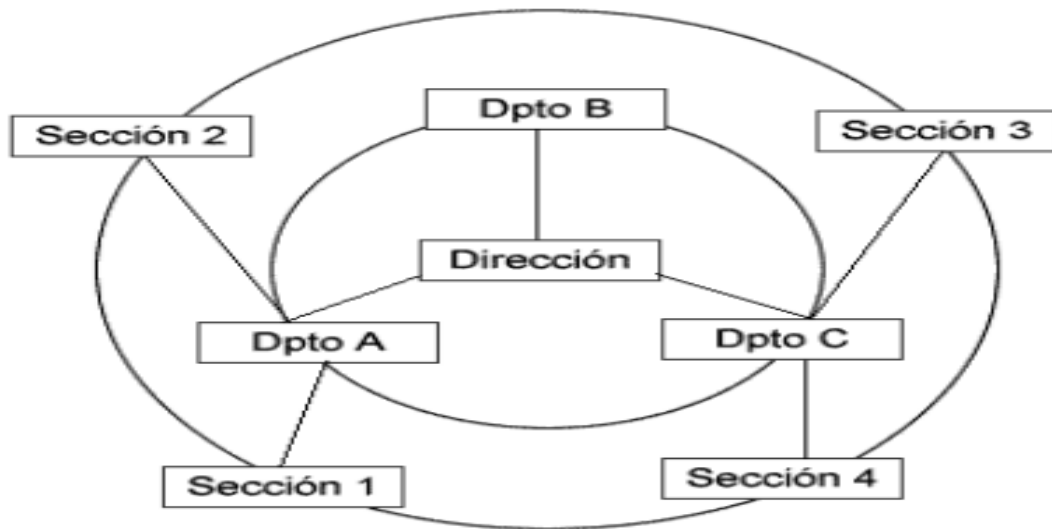 Dpto B
Sección 2
Sección 3
Dirección
Dpto A
Dpto C
Sección 1
Sección 4